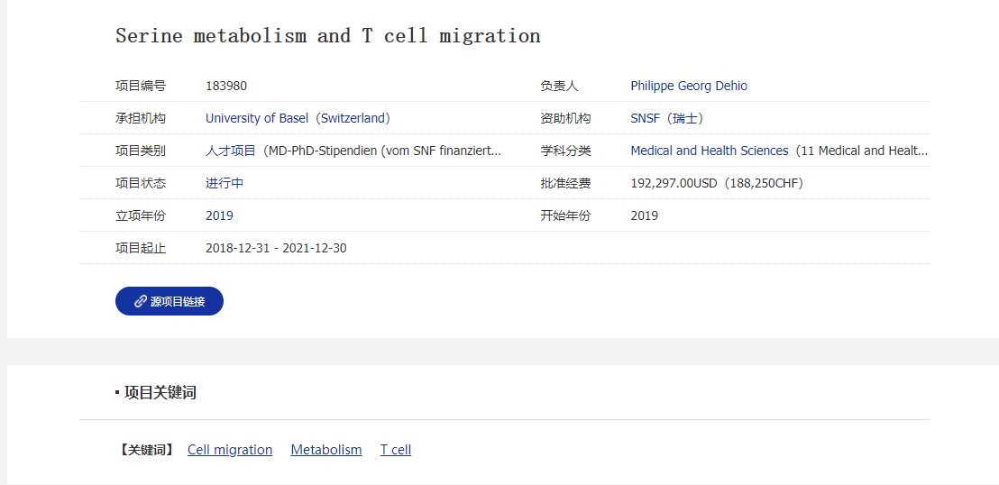 Serine metabolism and T cell migration
项目编号 183980 负责人 Philippe Georg Dehio
承担机构 University of Basel（Switzerland） 资助机构 SNSF（瑞士）
项目类别 人才项目（MD-PhD-Stipendien (vom SNF finanziert... 学科分类 Medical and Health Sciences（11 Medical and Healt...
项目状态 进行中 批准经费 192,297.00USD（188,250CHF）
立项年份 2019 开始年份 2019
项目起止 2018-12-31 - 2021-12-30
源项目链接
▪ 项目关键词
【关键词】 Cell migration Metabolism T cell